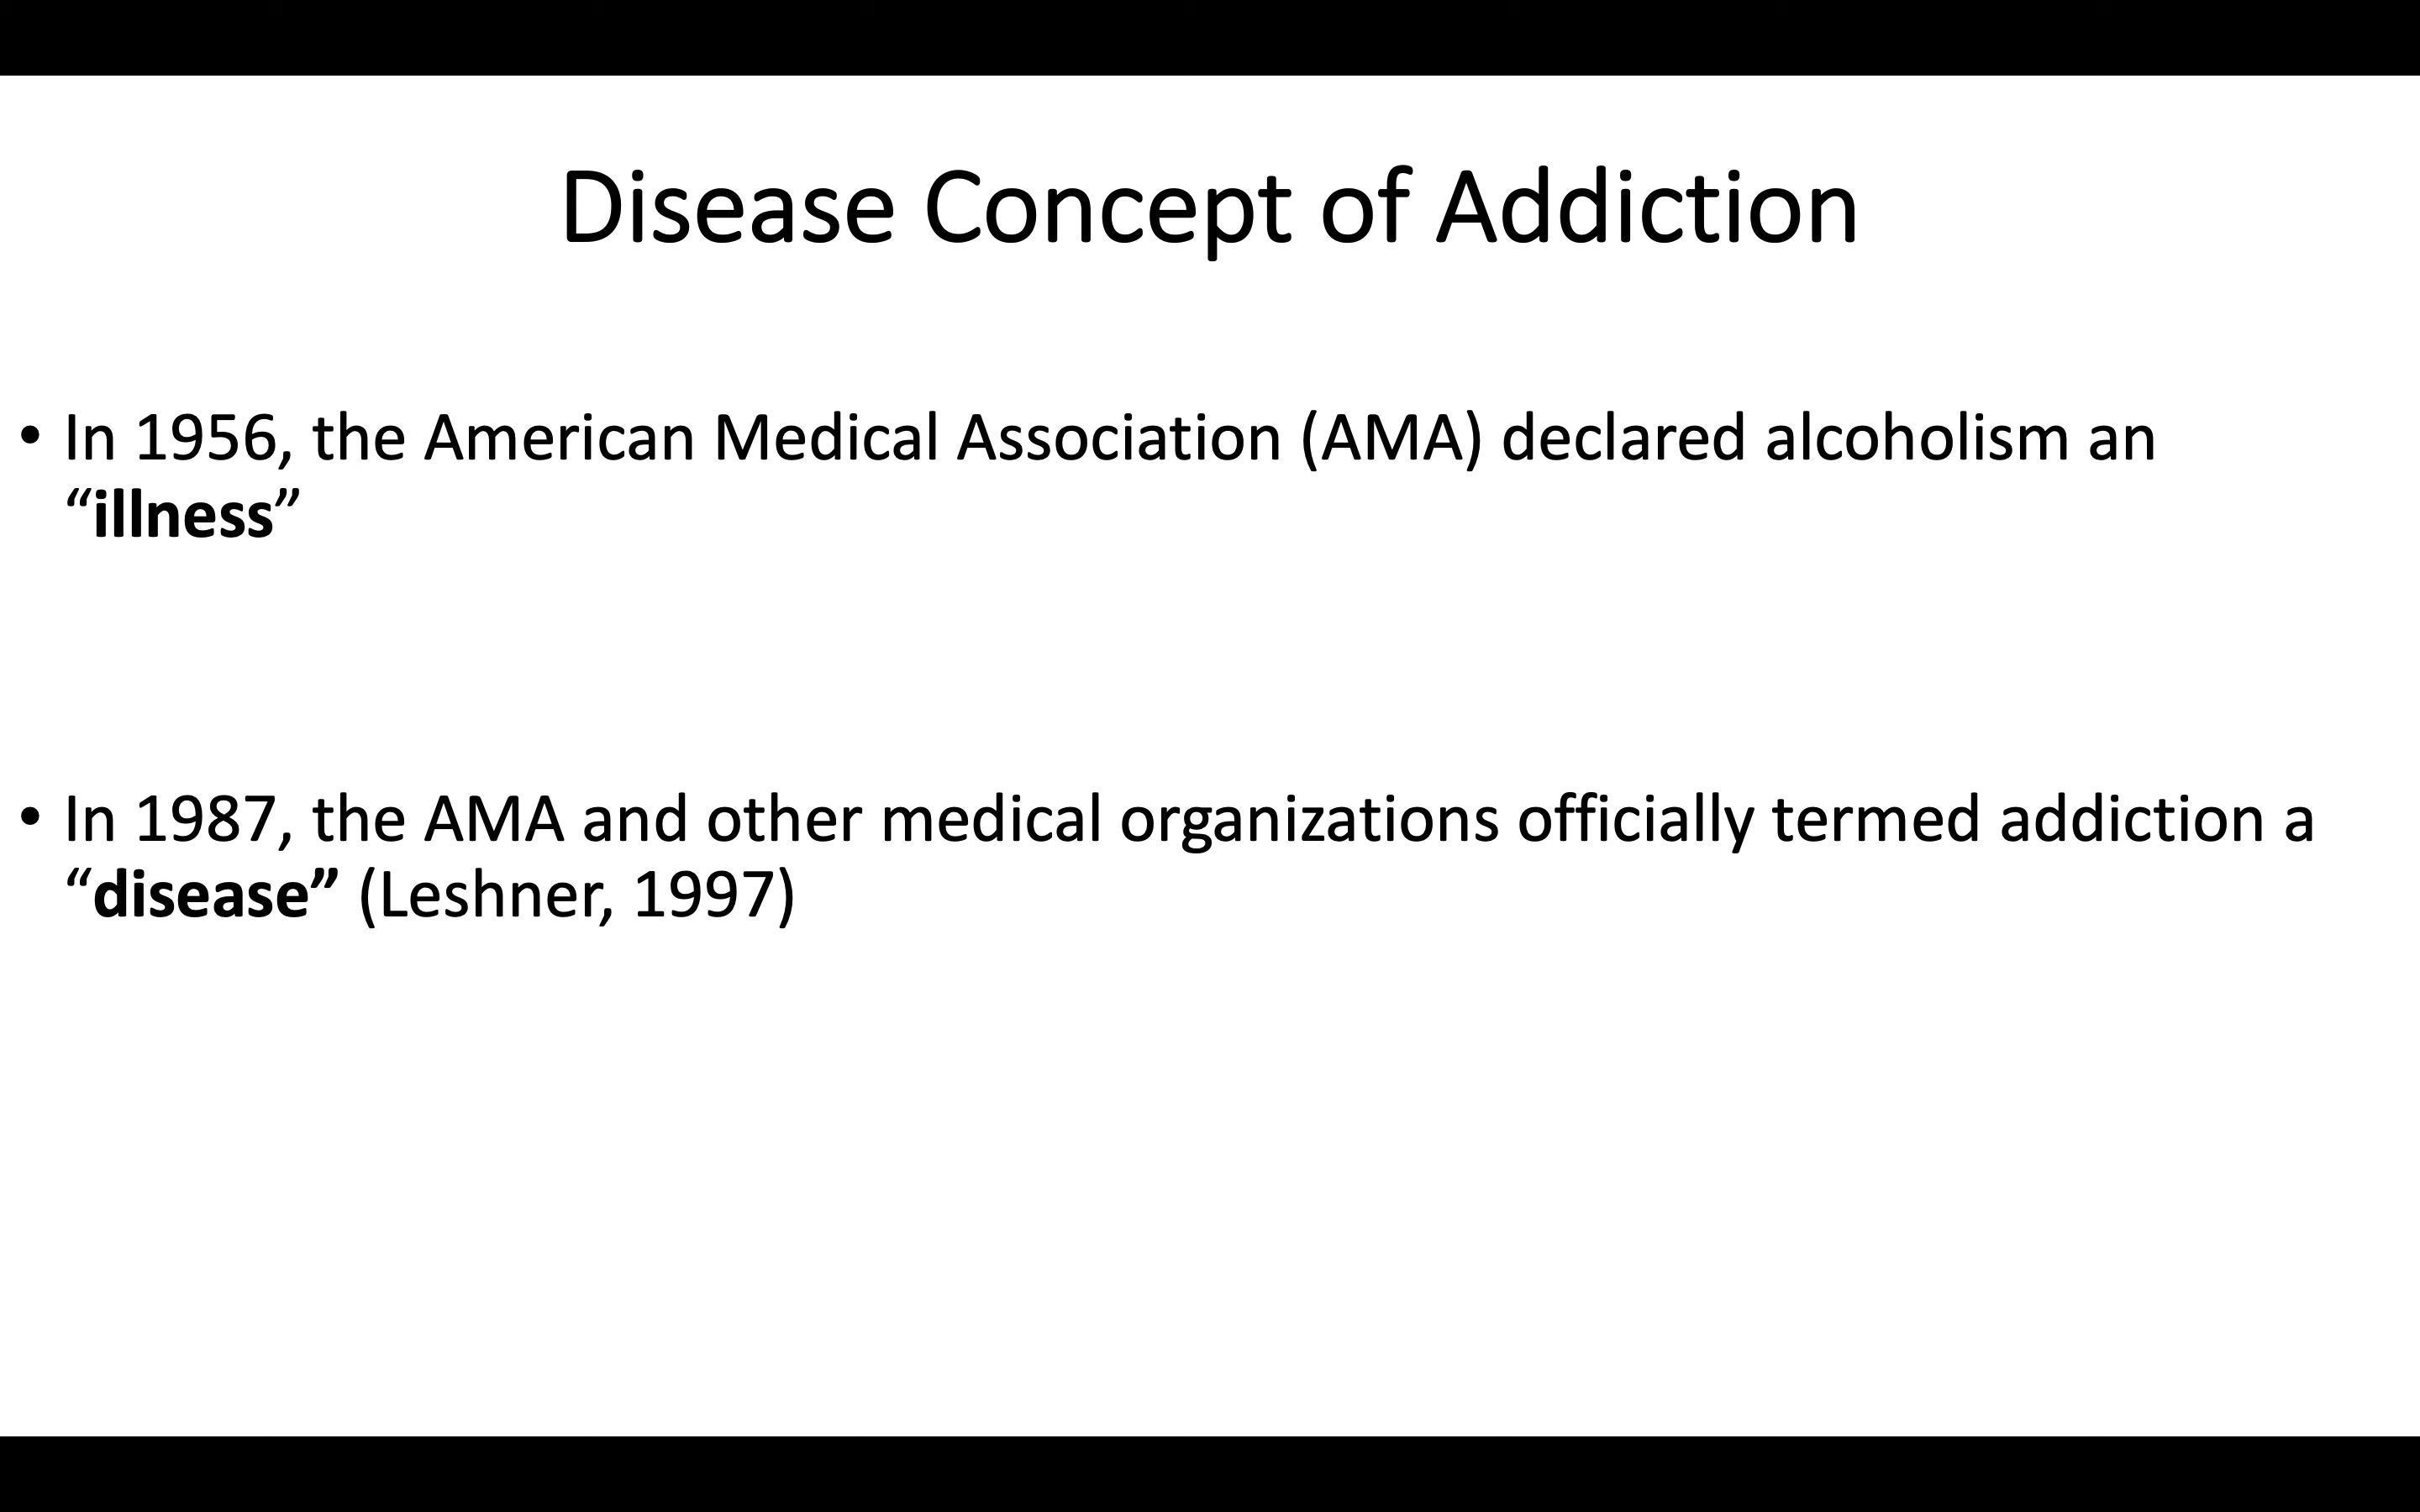 Disease Concept of Addiction
• In 1956, the American Medical Association (AMA) declared alcoholism an
“illness”
• In 1987, the AMA and other medical organizations officially termed addiction a
“disease” (Leshner, 1997)